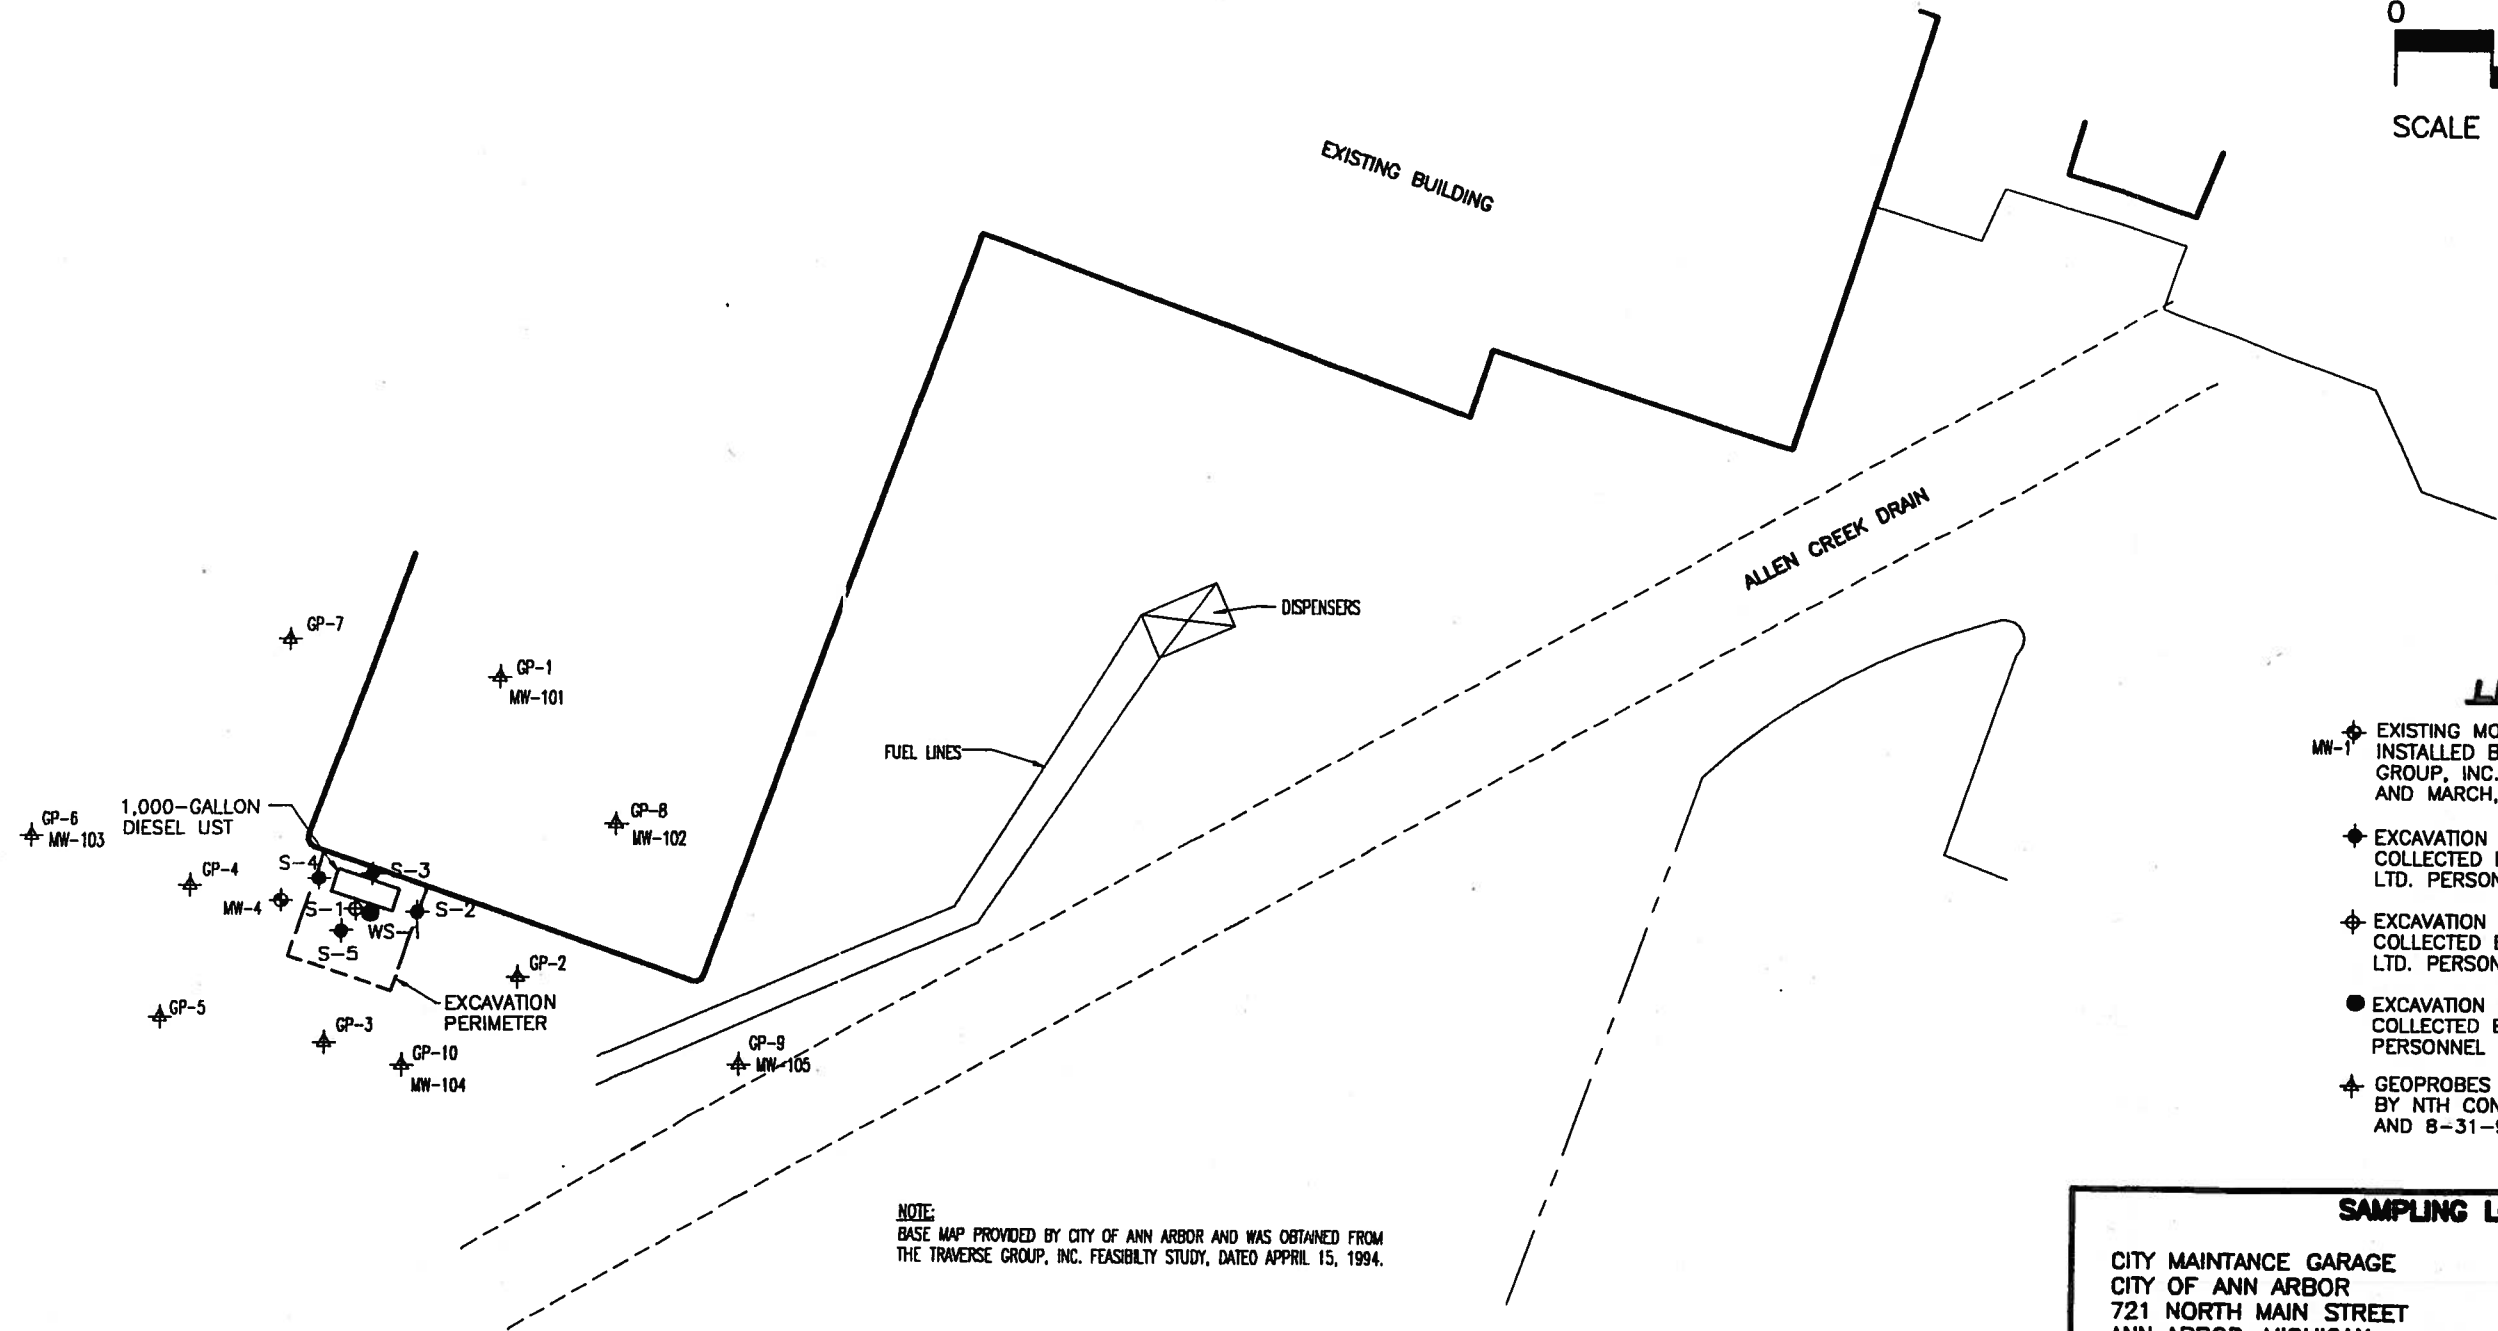 0
SCALE
EXISTING BUILDING
ALLEN CREEK DRAIN
DISPENSERS
FUEL LINES
GP-7
GP-1
MW-101
GP-8
MW-102
1,000-GALLON
DIESEL UST
GP-6
MW-103
GP-4
MW-4
S-4
S-3
S-1
S-2
WS-1
S-5
GP-2
EXCAVATION
PERIMETER
GP-5
GP-3
GP-10
MW-104
GP-9
MW-105
NOTE:
BASE MAP PROVIDED BY CITY OF ANN ARBOR AND WAS OBTAINED FROM
THE TRAVERSE GROUP, INC. FEASIBILTY STUDY, DATED APPRIL 15, 1994.
MW-1
EXISTING
INSTALLED
GROUP, INC.
AND MARCH,
EXCAVATION
COLLECTED
LTD.
EXCAVATION
COLLECTED
LTD.
EXCAVATION
COLLECTED
PERSONNEL
GEOPROBES
BY NTH
AND 8-31-
SAMPLING
CITY MAINTANCE GARAGE
CITY OF ANN ARBOR
721 NORTH MAIN STREET